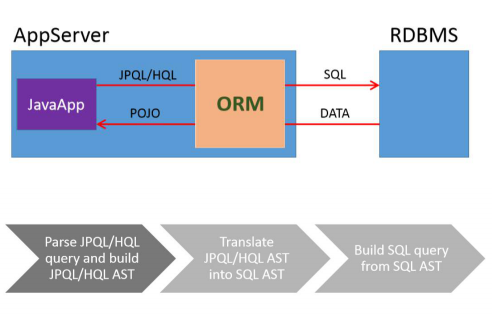 AppServer
RDBMS
JPQL/HQL
SQL
JavaApp
ORM
POJO
DATA
Parse JPQL/HQL
query and build
JPQL/HQL AST
Translate
JPQL/HQL AST
into SQL AST
Build SQL query
from SQL AST